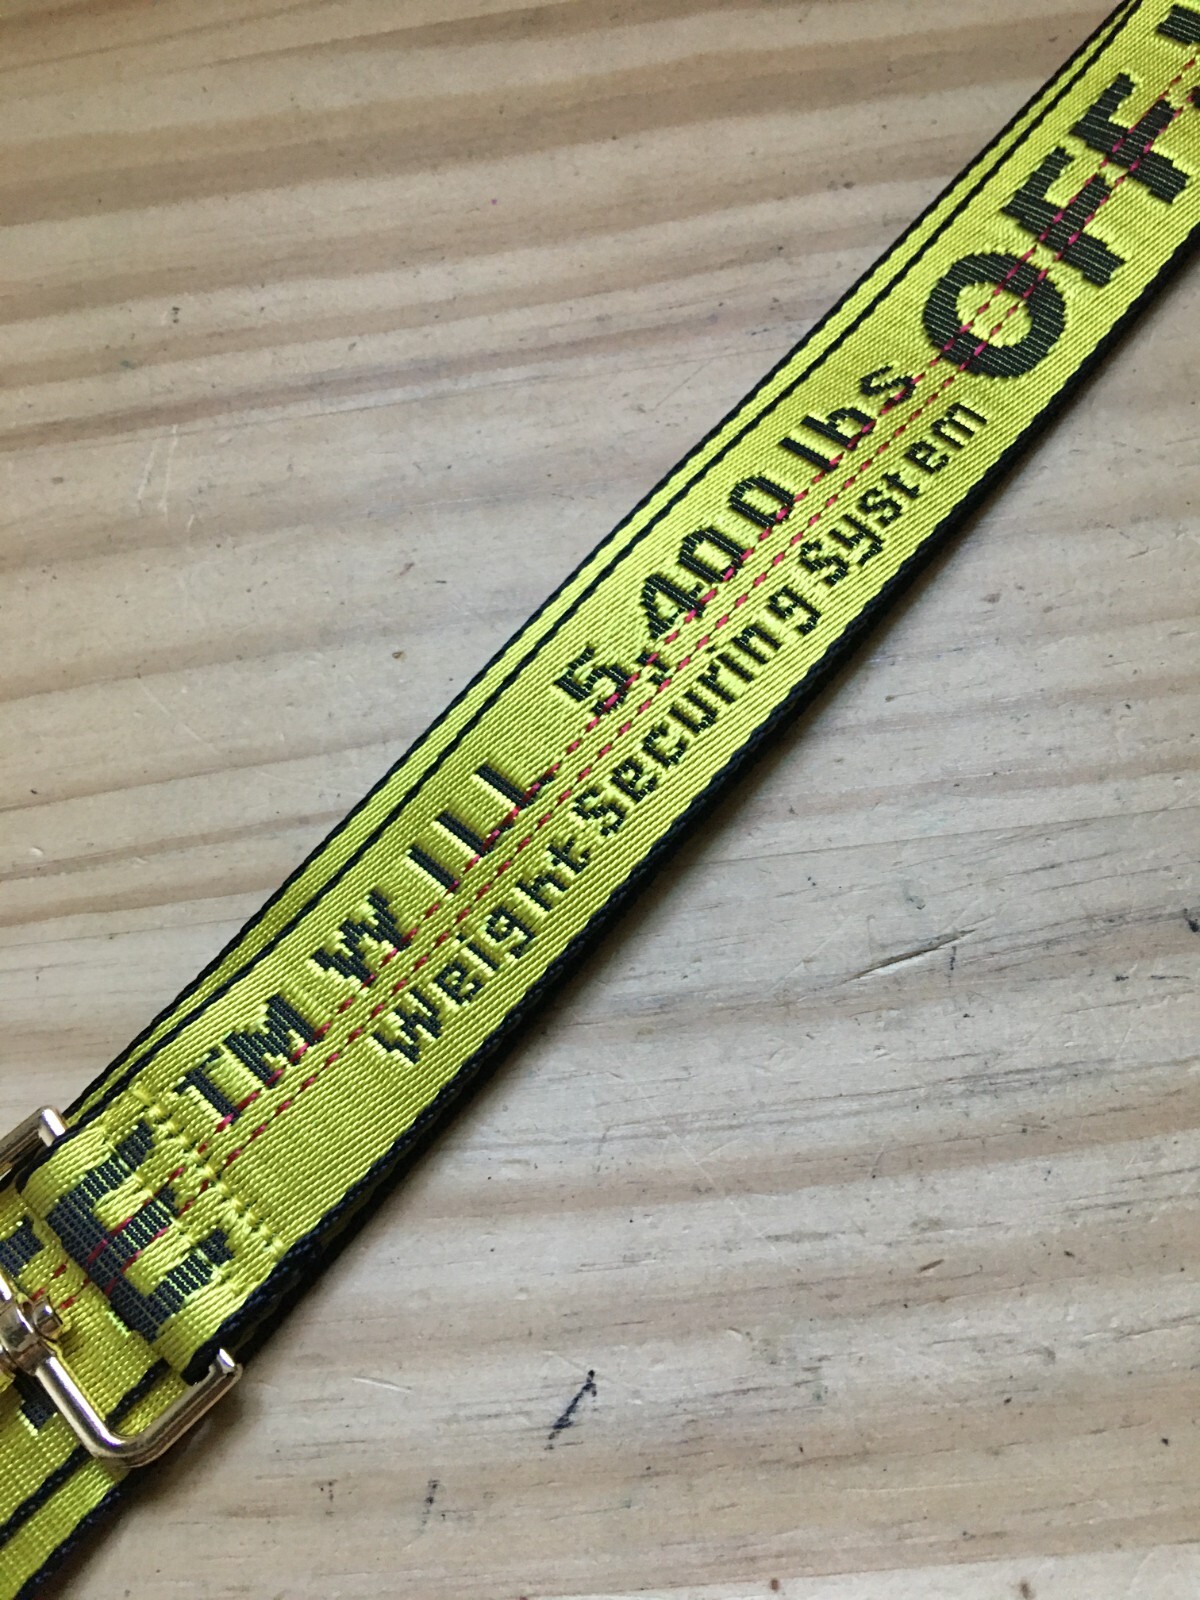 E TM WILL 5.400 lbs OFF
Weight Securing System